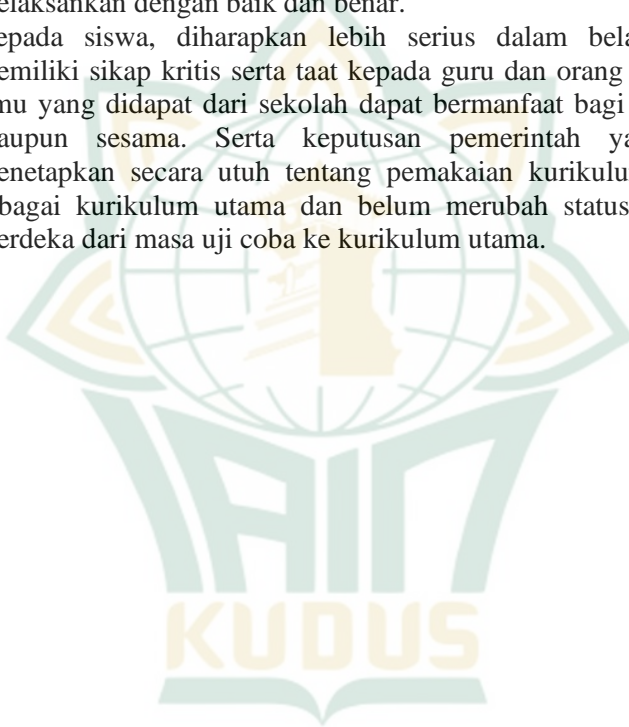 elaksankan dengan baik dan benar.
epada siswa, diharapkan lebih serius dalam bela
emiliki sikap kritis serta taat kepada guru dan orang
mu yang didapat dari sekolah dapat bermanfaat bagi
aupun sesama. Serta keputusan pemerintah ya
enetapkan secara utuh tentang pemakaian kurikulu
bagai kurikulum utama dan belum merubah status
erdeka dari masa uji coba ke kurikulum utama.
IAIN
KUDUS